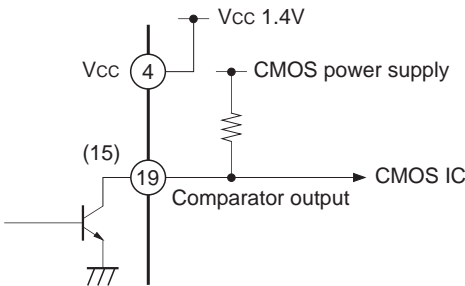 Vcc 1.4V
Vcc 4
CMOS power supply
(15)
19
CMOS IC
Comparator output